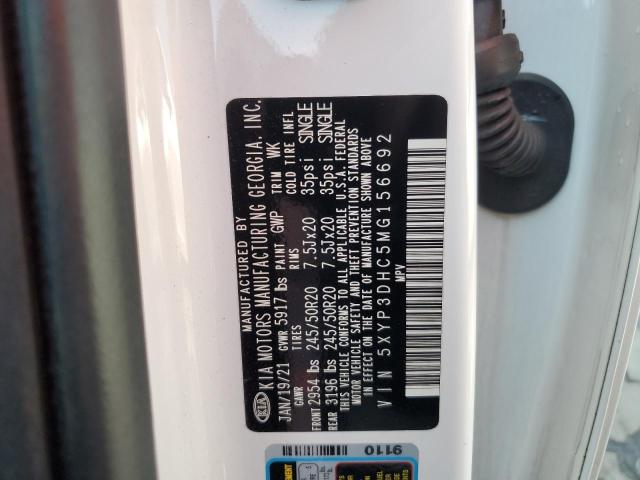 MANUFACTURED BY
KIA KIA MOTORS MANUFACTURING GEORGIA, INC.
JAN/19/21 GVWR 5917 lbs PAINT GWP TRIM WK
GAWR TIRES RIMS COLD TIRE INFL
FRONT 2954 lbs 245/50R20 7.5Jx20 35psi SINGLE
REAR 3196 lbs 245/50R20 7.5Jx20 35psi SINGLE
THIS VEHICLE CONFORMS TO ALL APPLICABLE U.S.A. FEDERAL
MOTOR VEHICLE SAFETY AND THEFT PREVENTION STANDARDS
IN EFFECT ON THE DATE OF MANUFACTURE SHOWN ABOVE
VIN 5XYP3DHC5MG156692
MPV
9110